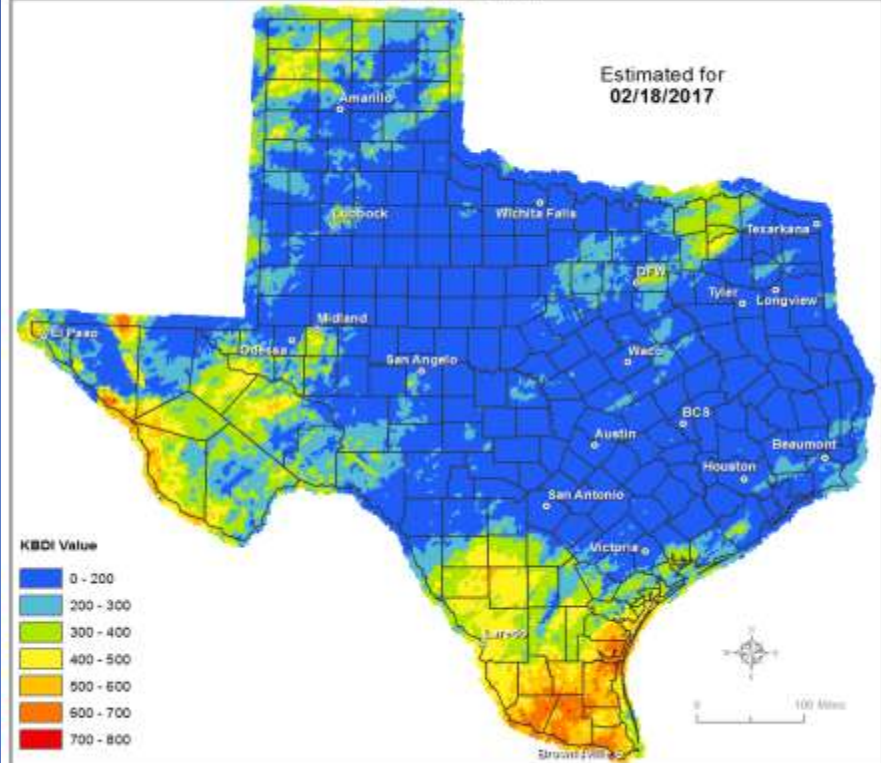 Estimated for
02/18/2017
Amarillo
Lubbock
Wichita Falls
Texarkana
DFW
Tyler
Longview
El Paso
Midland
Odessa
San Angelo
Waco
BCS
Austin
Beaumont
Houston
San Antonio
Victoria
Laredo
Brownsville
KBDI Value
0 - 200
200 - 300
300 - 400
400 - 500
500 - 600
600 - 700
700 - 800
0 100 Miles